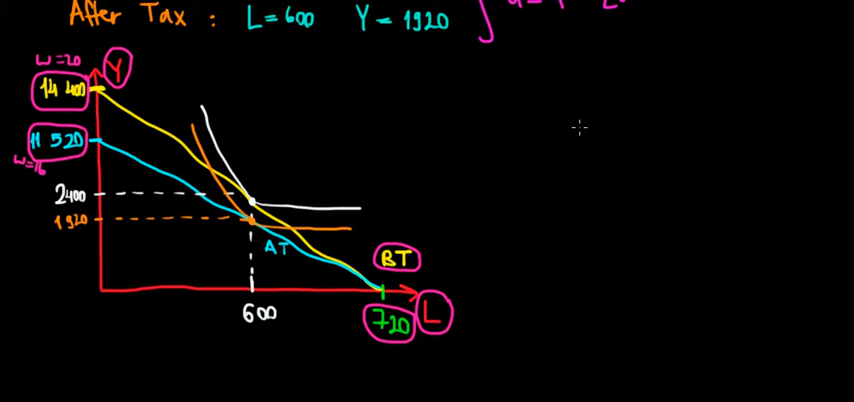 After Tax : L=600 Y=1920
w=20
Y
14 400
11 520
w=16
2400
1920
AT
BT
600
720
L